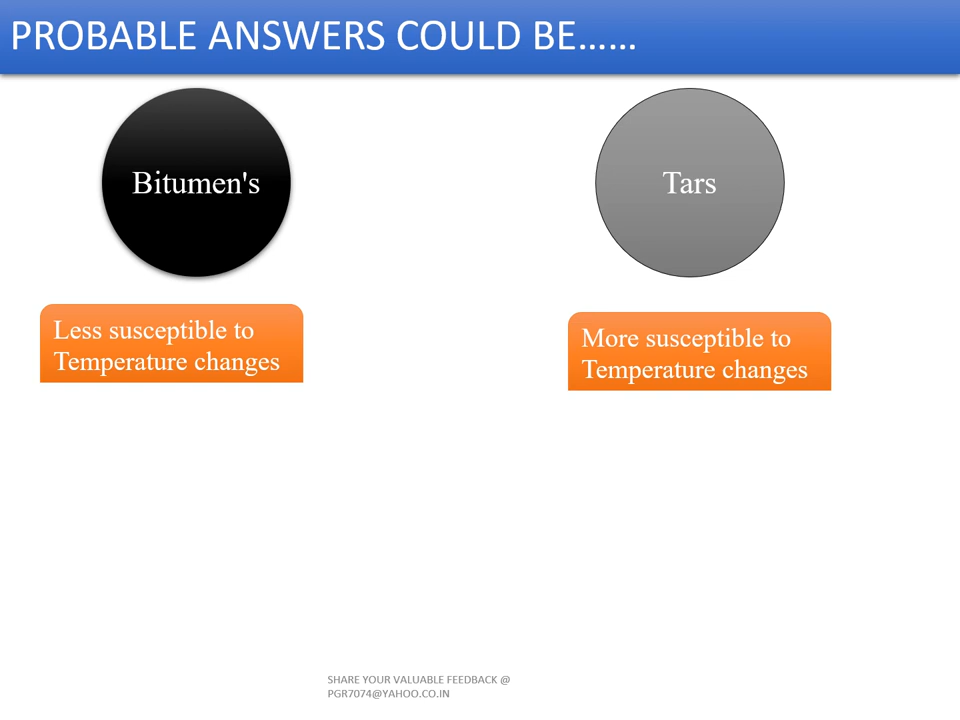 PROBABLE ANSWERS COULD BE……
Bitumen's
Tars
Less susceptible to
Temperature changes
More susceptible to
Temperature changes
SHARE YOUR VALUABLE FEEDBACK @
PGR7074@YAHOO.CO.IN